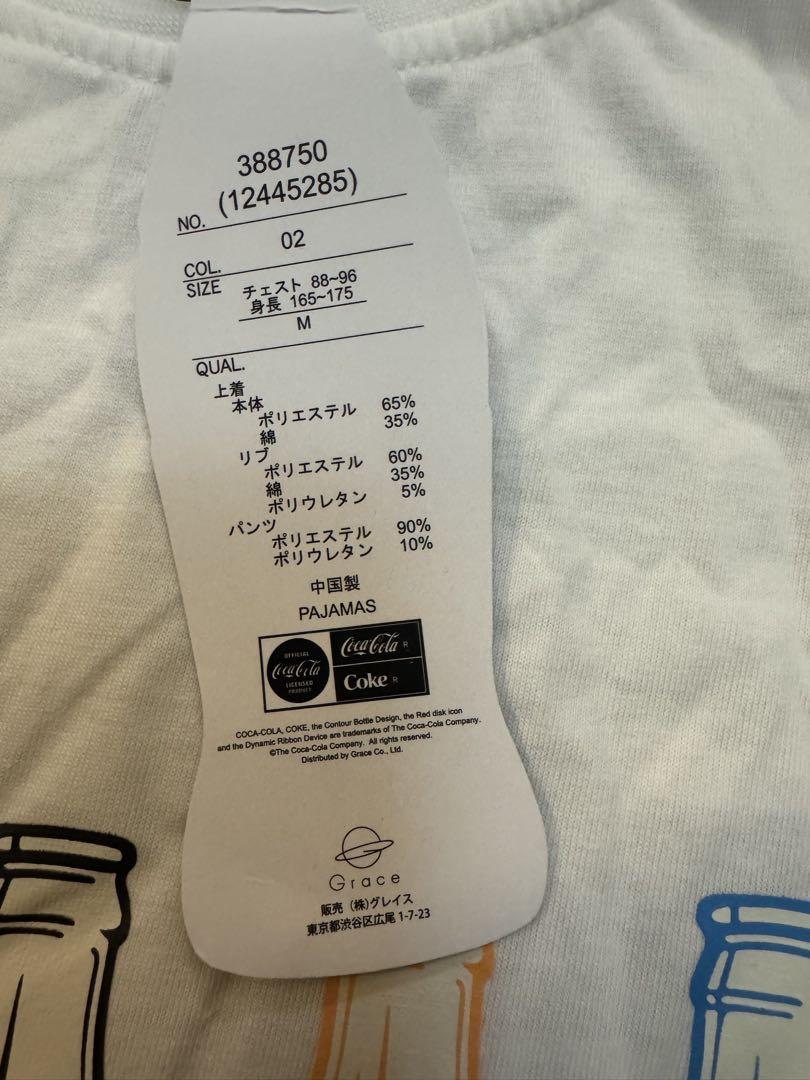 388750
NO. (12445285)
COL. 02
SIZE チェスト 88~96
身長 165~175
M
QUAL.
上着
本体
ポリエステル 65%
綿 35%
リブ
ポリエステル 60%
綿 35%
ポリウレタン 5%
パンツ
ポリエステル 90%
ポリウレタン 10%
中国製
PAJAMAS
OFFICIAL
Coca-Cola
LICENSED
PRODUCT
Coca-Cola R
Coke R
COCA-COLA, COKE, the Contour Bottle Design, the Red disk icon
and the Dynamic Ribbon Device are trademarks of The Coca-Cola Company.
©The Coca-Cola Company. All rights reserved.
Distributed by Grace Co., Ltd.
Grace
販売 (株)グレイス
東京都渋谷区広尾 1-7-23